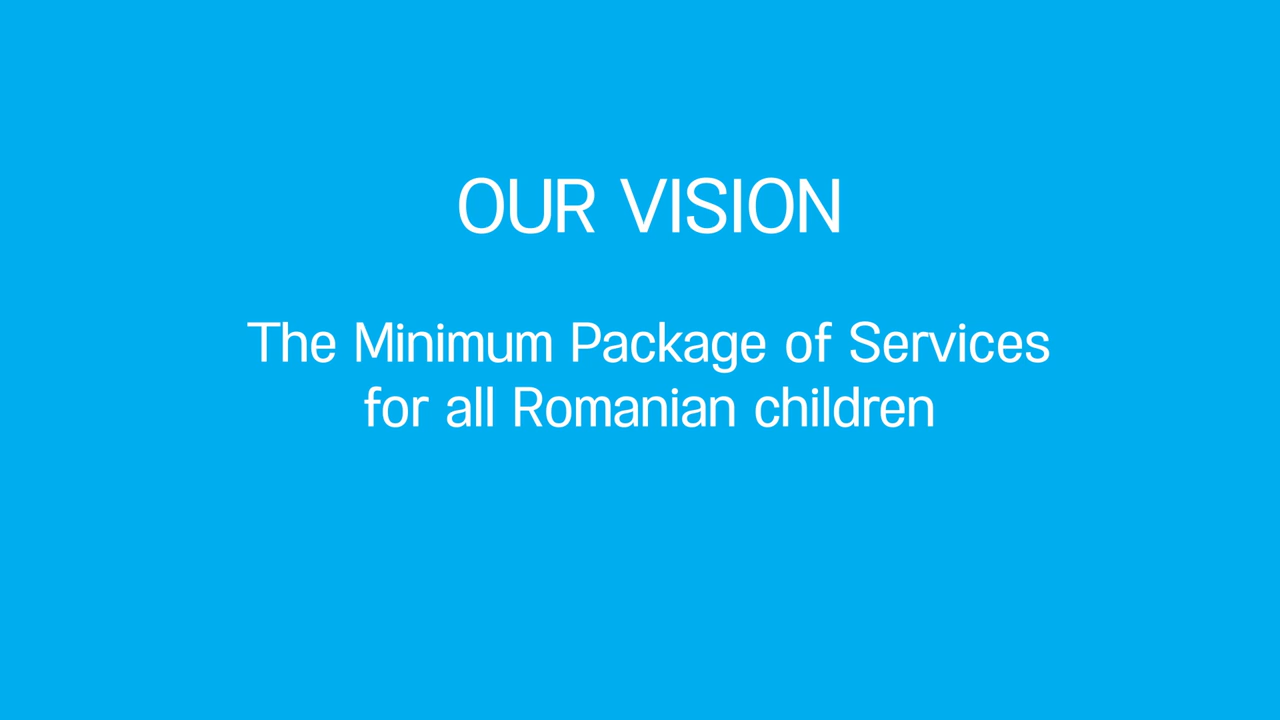 OUR VISION
The Minimum Package of Services
for all Romanian children